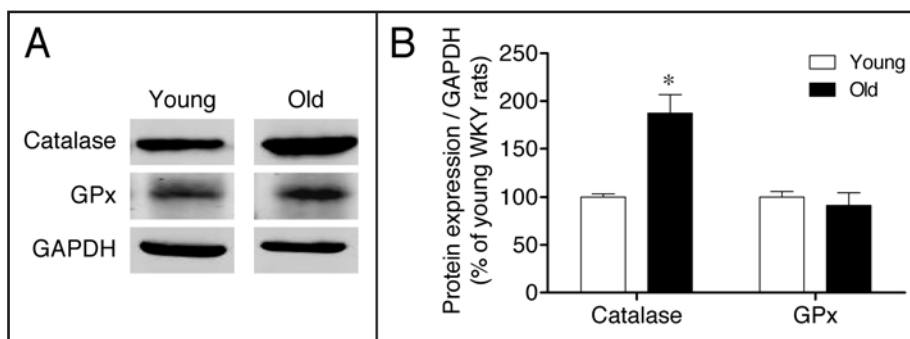 A
Young Old
Catalase
GPx
GAPDH
B
Protein expression / GAPDH
(% of young WKY rats)
250
200
150
100
50
0
*
Young
Old
Catalase GPx